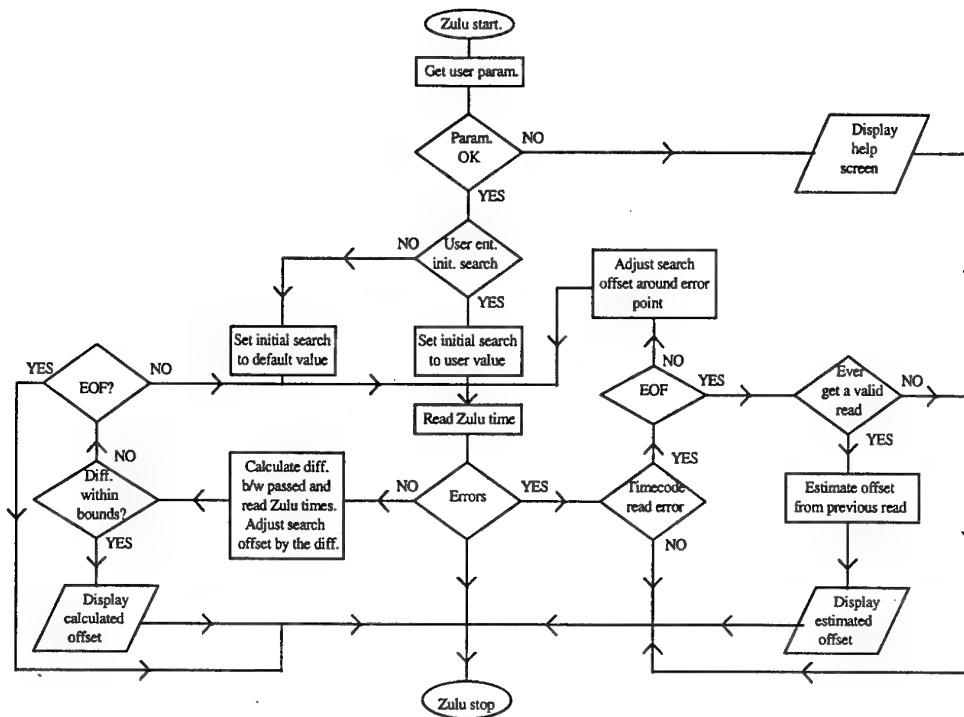 Zulu start.
Get user param.
Param.
OK
NO
YES
Display
help
screen
User ent.
init. search
NO
YES
Adjust search
offset around error
point
Set initial search
to default value
Set initial search
to user value
YES
EOF?
NO
NO
EOF
YES
Ever
get a valid
read
NO
Read Zulu time
YES
NO
YES
Diff.
within
bounds?
Calculate diff.
b/w passed and
read Zulu times.
Adjust search
offset by the diff.
NO
Errors
YES
Timecode
read error
Estimate offset
from previous read
YES
NO
Display
calculated
offset
Display
estimated
offset
Zulu stop